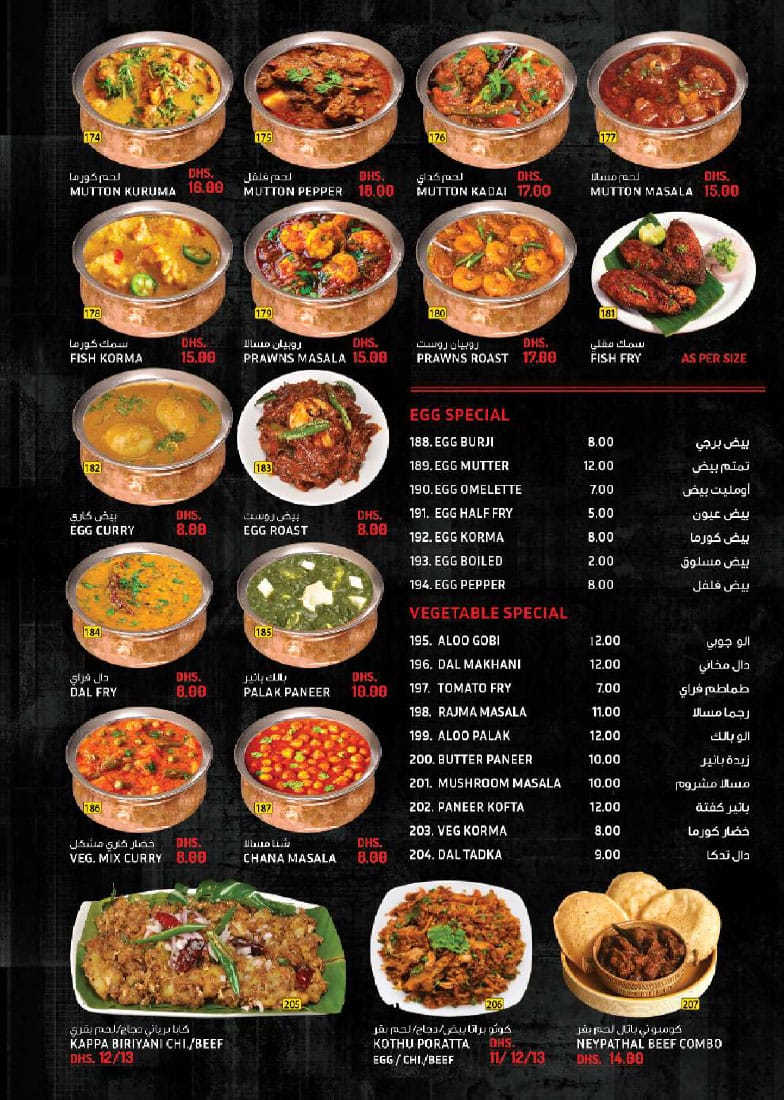 174
175
176
177
لحم كورما DHS.
MUTTON KURUMA 16.00
لحم فلفل DHS.
MUTTON PEPPER 18.00
لحم كداي DHS.
MUTTON KADAI 17.00
لحم مسالا DHS.
MUTTON MASALA 15.00
178
179
180
181
سمك كورما DHS.
FISH KORMA 15.00
روبيان مسالا DHS.
PRAWNS MASALA 15.00
روبيان روست DHS.
PRAWNS ROAST 17.00
سمك مقلي
FISH FRY AS PER SIZE
182
183
بيض كاري DHS.
EGG CURRY 8.00
بيض روست DHS.
EGG ROAST 8.00
184
185
دال فراي DHS.
DAL FRY 8.00
بالك بانير DHS.
PALAK PANEER 10.00
186
187
خضار كاري مشكل DHS.
VEG. MIX CURRY 8.00
شنا مسالا DHS.
CHANA MASALA 8.00
EGG SPECIAL
188. EGG BURJI 8.00 بيض برجي
189. EGG MUTTER 12.00 تمتم بيض
190. EGG OMELETTE 7.00 أومليت بيض
191. EGG HALF FRY 5.00 بيض عيون
192. EGG KORMA 8.00 بيض كورما
193. EGG BOILED 2.00 بيض مسلوق
194. EGG PEPPER 8.00 بيض فلفل
VEGETABLE SPECIAL
195. ALOO GOBI 12.00 الو جوبي
196. DAL MAKHANI 12.00 دال مخاني
197. TOMATO FRY 7.00 طماطم فراي
198. RAJMA MASALA 11.00 رجما مسالا
199. ALOO PALAK 12.00 الو بالك
200. BUTTER PANEER 10.00 زبدة بانير
201. MUSHROOM MASALA 10.00 مسالا مشروم
202. PANEER KOFTA 12.00 بانير كفتة
203. VEG KORMA 8.00 خضار كورما
204. DAL TADKA 9.00 دال تدكا
205
206
207
كابا برياني دجاج/لحم بقري
KAPPA BIRIYANI CHI./BEEF
DHS. 12/13
كوتو براتا بيض/دجاج/لحم بقر
KOTHU PORATTA DHS.
EGG / CHI./BEEF 11/ 12/13
كومبو ني باتال لحم بقر
NEYPATHAL BEEF COMBO
DHS. 14.00